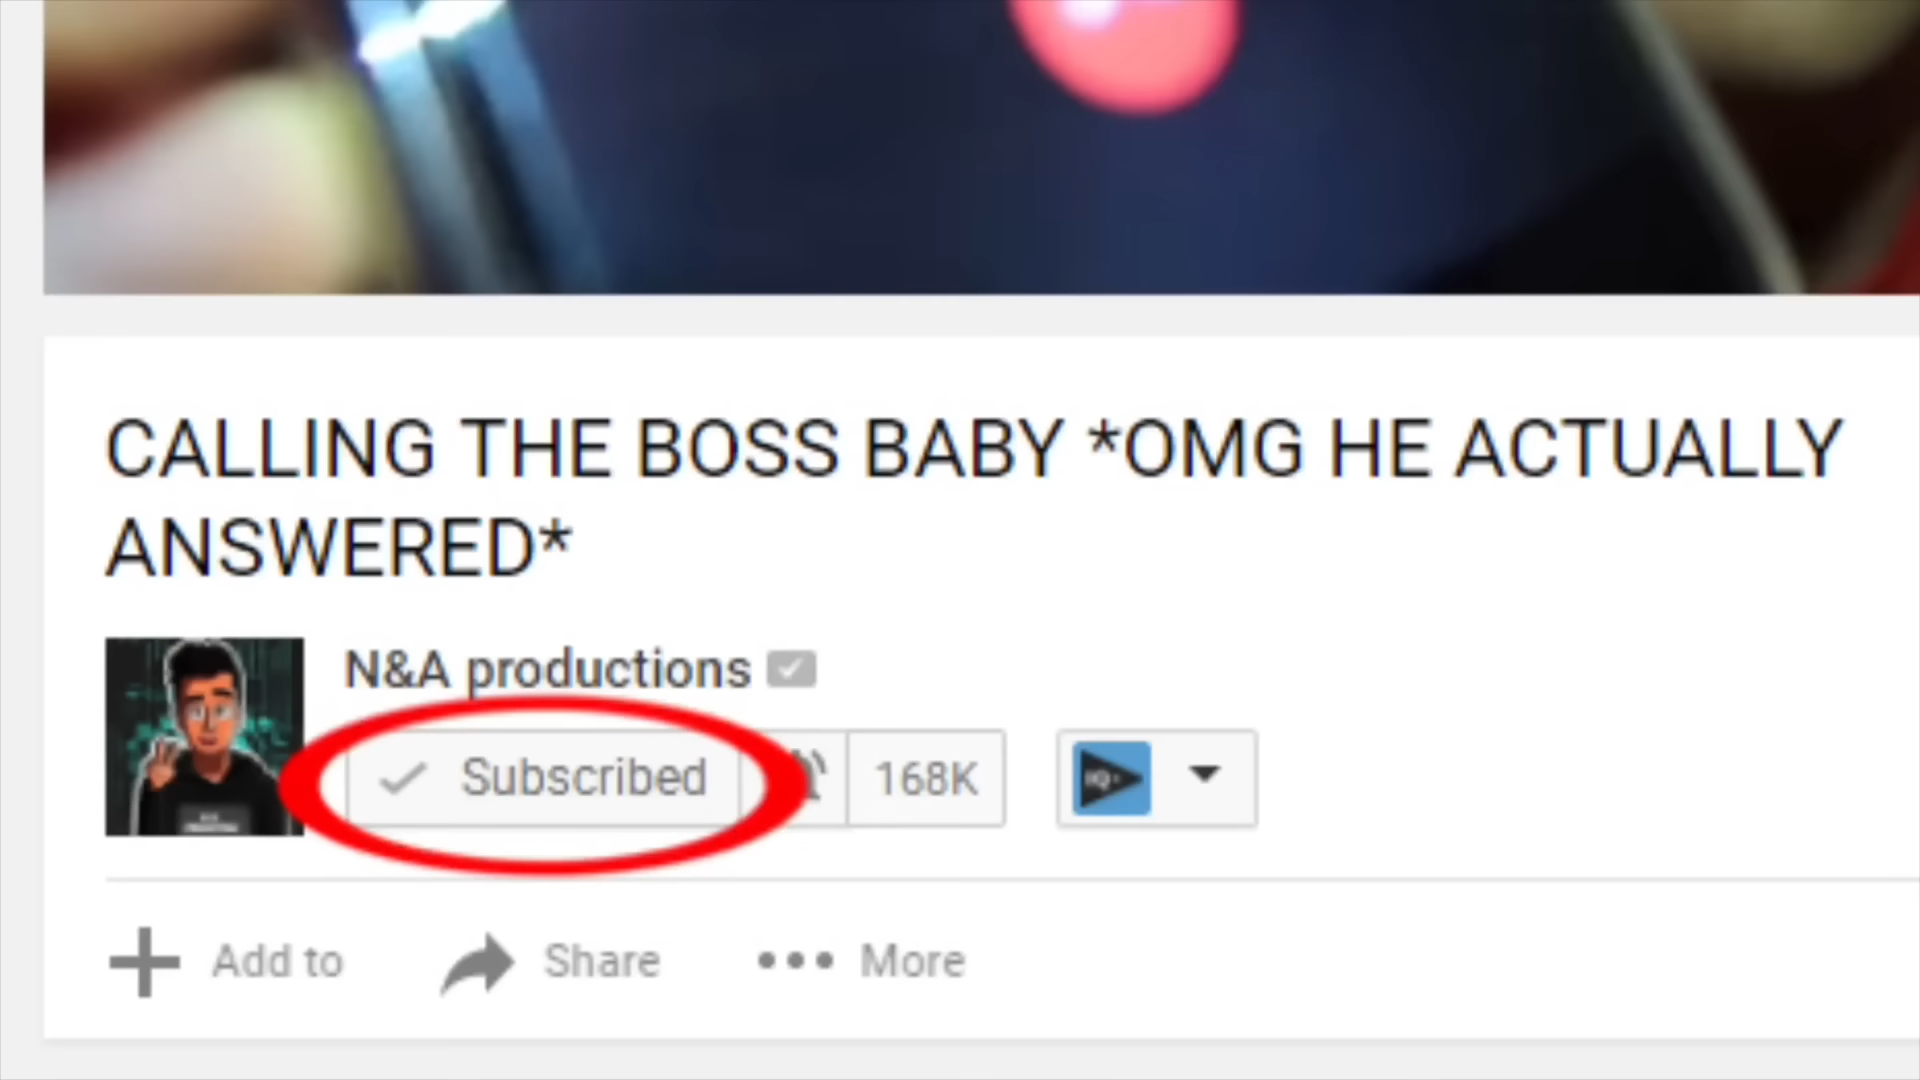 CALLING THE BOSS BABY *OMG HE ACTUALLY
ANSWERED*
N&A productions
Subscribed
168K
Add to
Share
More